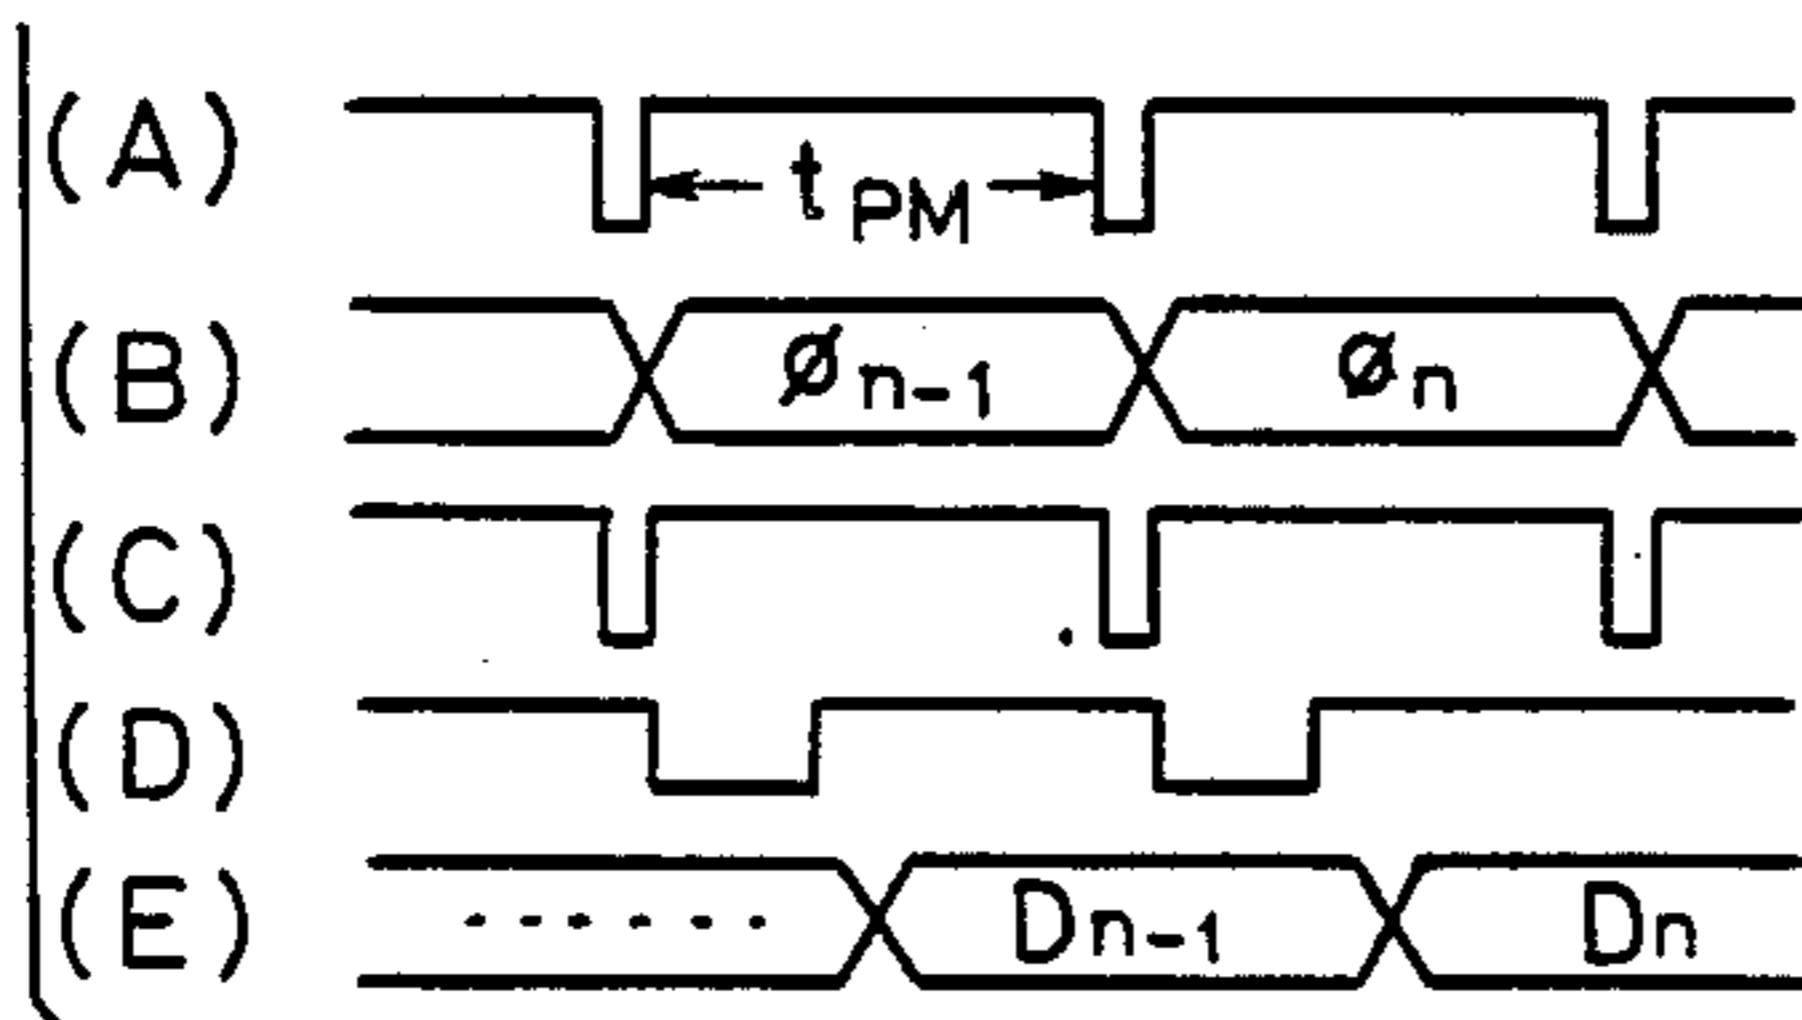 (A) t PM
(B) Ø n-1 Ø n
(C)
(D)
(E) ...... Dn-1 Dn